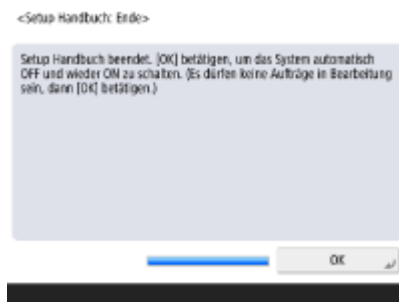 <Setup Handbuch: Ende>
Setup Handbuch beendet. [OK] betätigen, um das System automatisch
OFF und wieder ON zu schalten. (Es dürfen keine Aufträge in Bearbeitung
sein, dann [OK] betätigen.)
OK